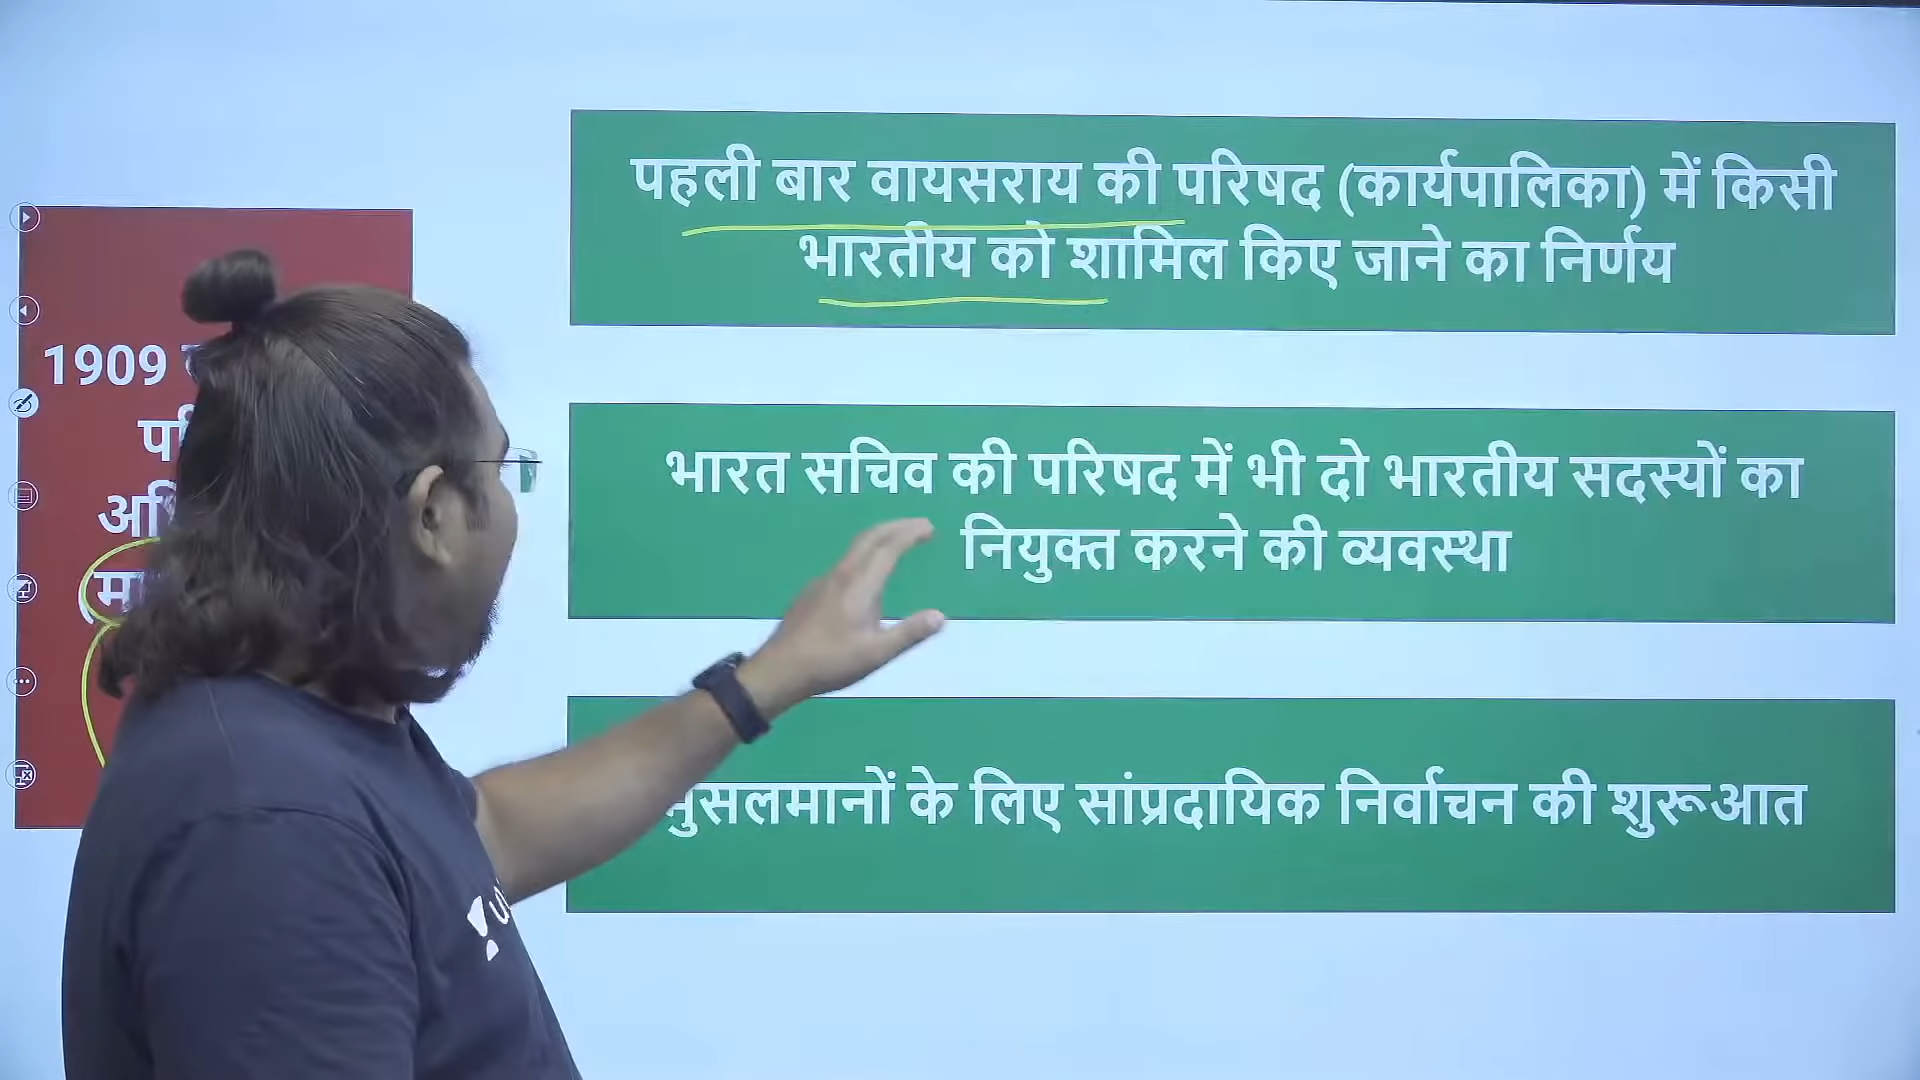 1909
पहली बार वायसराय की परिषद (कार्यपालिका) में किसी
भारतीय को शामिल किए जाने का निर्णय
भारत सचिव की परिषद में भी दो भारतीय सदस्यों का
नियुक्त करने की व्यवस्था
मुसलमानों के लिए सांप्रदायिक निर्वाचन की शुरूआत